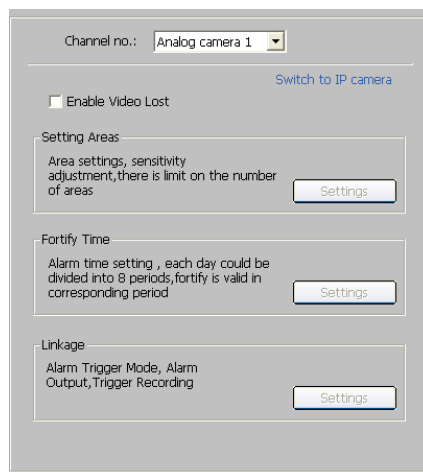 Channel no.: Analog camera 1
Switch to IP camera
Enable Video Lost
Setting Areas
Area settings, sensitivity
adjustment,there is limit on the number
of areas
Settings
Fortify Time
Alarm time setting , each day could be
divided into 8 periods,fortify is valid in
corresponding period
Settings
Linkage
Alarm Trigger Mode, Alarm
Output,Trigger Recording
Settings